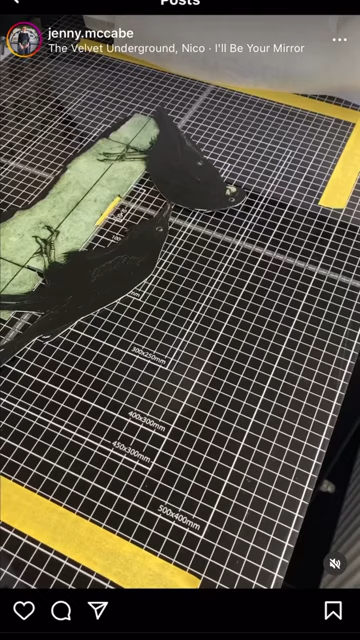 Posts
jenny.mccabe
The Velvet Underground, Nico · I'll Be Your Mirror
300x250mm
400x300mm
450x300mm
500x400mm